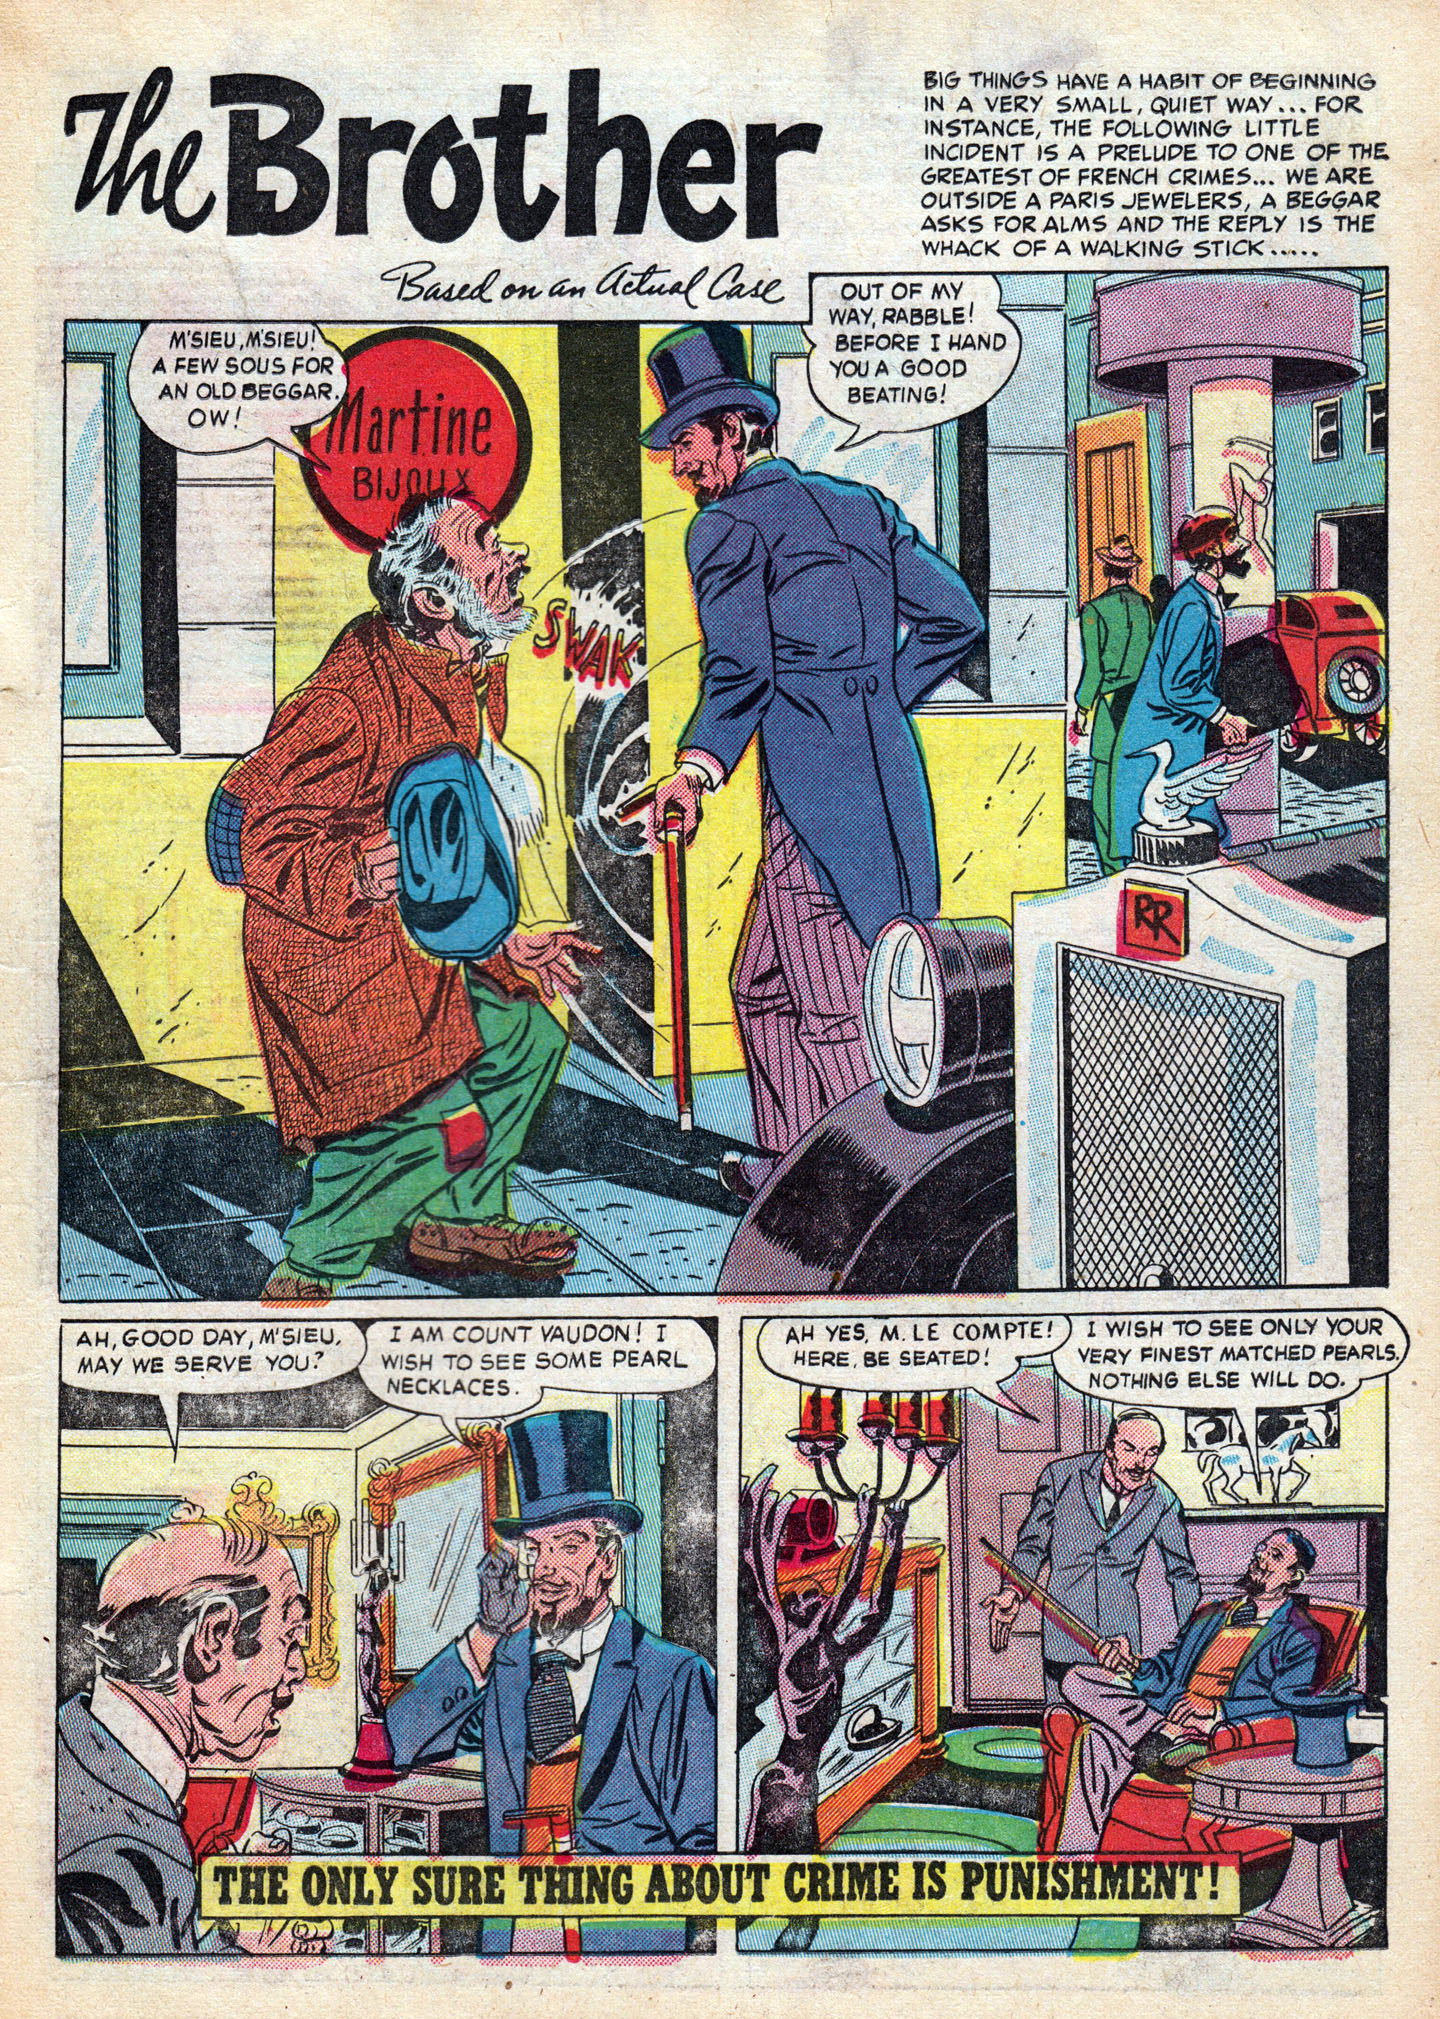 The Brother
Based on an Actual Case
BIG THINGS HAVE A HABIT OF BEGINNING
IN A VERY SMALL, QUIET WAY... FOR
INSTANCE, THE FOLLOWING LITTLE
INCIDENT IS A PRELUDE TO ONE OF THE
GREATEST OF FRENCH CRIMES... WE ARE
OUTSIDE A PARIS JEWELERS, A BEGGAR
ASKS FOR ALMS AND THE REPLY IS THE
WHACK OF A WALKING STICK.....
M'SIEU, M'SIEU!
A FEW SOUS FOR
AN OLD BEGGAR.
OW!
Martine
BIJOUX
OUT OF MY
WAY, RABBLE!
BEFORE I HAND
YOU A GOOD
BEATING!
SWAK
RR
AH, GOOD DAY, M'SIEU.
MAY WE SERVE YOU?
I AM COUNT VAUDON! I
WISH TO SEE SOME PEARL
NECKLACES.
AH YES, M. LE COMPTE!
HERE, BE SEATED!
I WISH TO SEE ONLY YOUR
VERY FINEST MATCHED PEARLS.
NOTHING ELSE WILL DO.
THE ONLY SURE THING ABOUT CRIME IS PUNISHMENT!